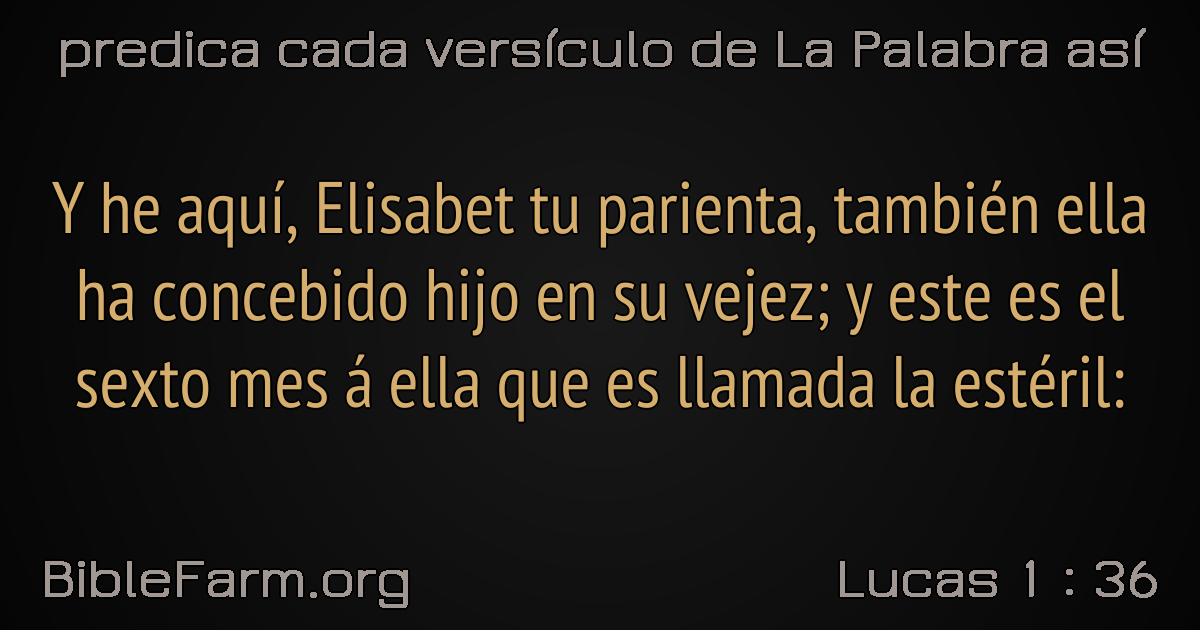 predica cada versículo de La Palabra así
Y he aquí, Elisabet tu parienta, también ella
ha concebido hijo en su vejez; y este es el
sexto mes á ella que es llamada la estéril:
BibleFarm.org
Lucas 1 : 36